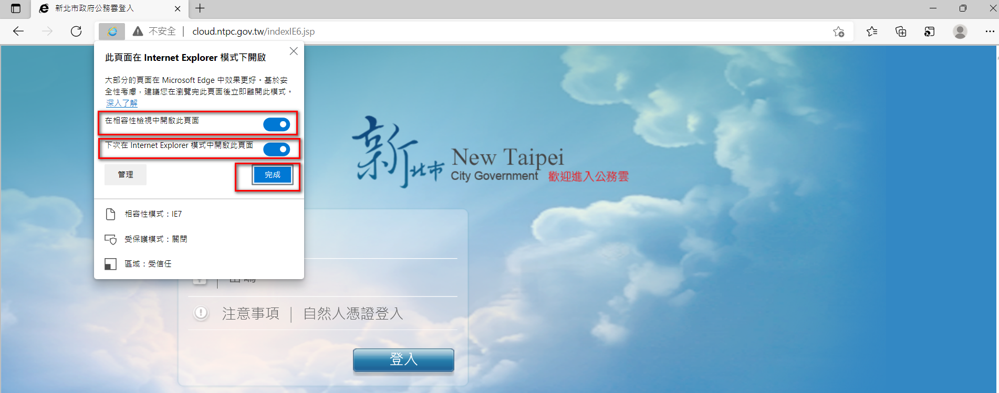 新北市政府公務雲登入
不安全 | cloud.ntpc.gov.tw/indexIE6.jsp
此頁面在 Internet Explorer 模式下開啟
大部分的頁面在 Microsoft Edge 中效果更好。基於安
全性考慮，建議您在瀏覽完此頁面後立即離開此模式。
深入了解
在相容性檢視中開啟此頁面
下次在 Internet Explorer 模式中開啟此頁面
管理
完成
相容性模式：IE7
受保護模式：關閉
區域：受信任
新北市
New Taipei
City Government 歡迎進入公務雲
注意事項 | 自然人憑證登入
登入